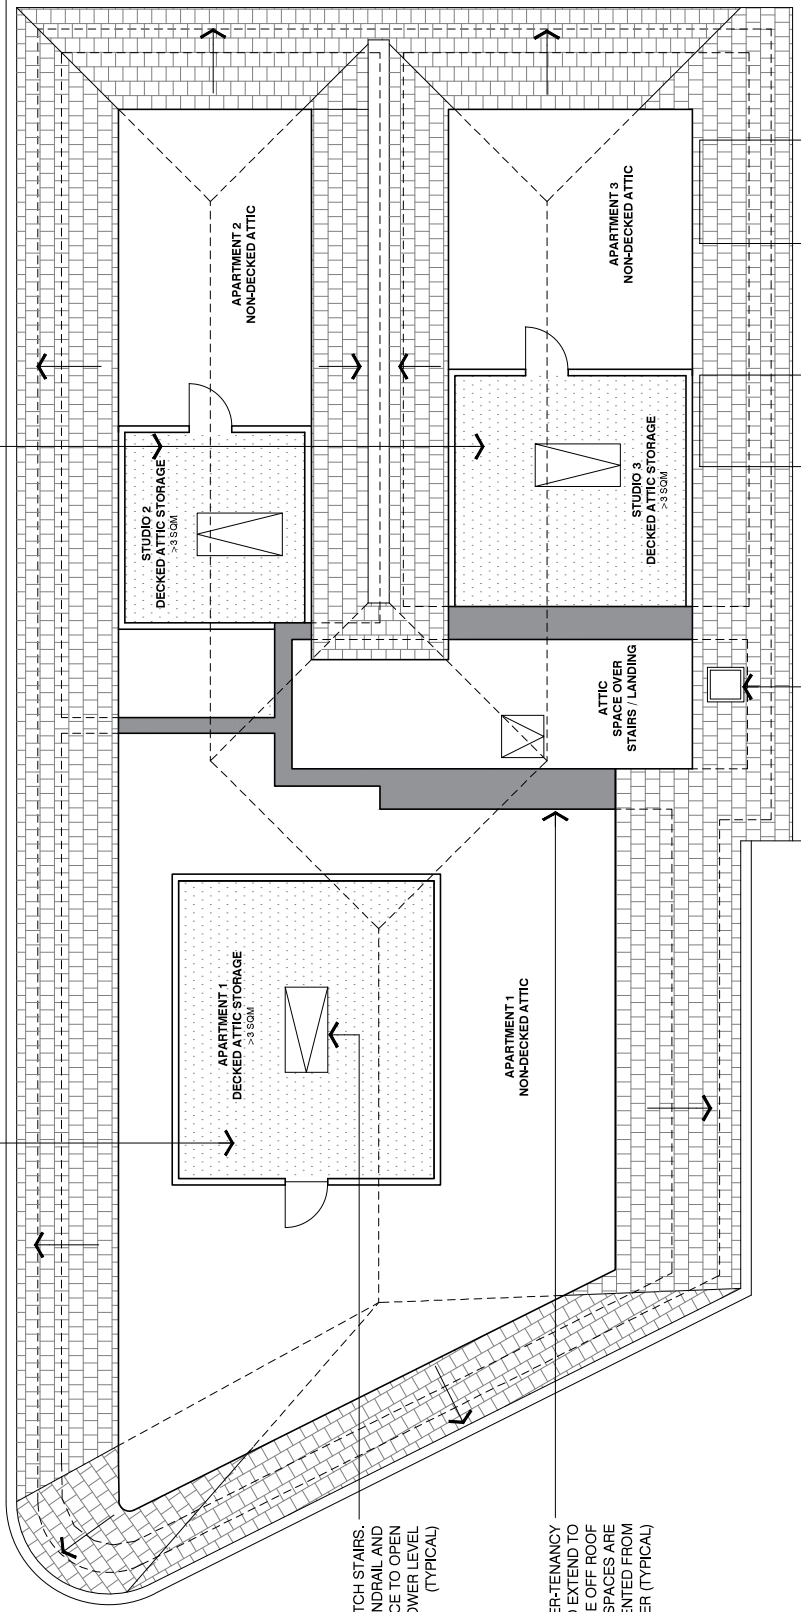 APARTMENT 2
NON-DECKED ATTIC
APARTMENT 3
NON-DECKED ATTIC
STUDIO 2
DECKED ATTIC STORAGE
>3 SQM
STUDIO 3
DECKED ATTIC STORAGE
>3 SQM
ATTIC
SPACE OVER
STAIRS / LANDING
APARTMENT 1
DECKED ATTIC STORAGE
>3 SQM
APARTMENT 1
NON-DECKED ATTIC
TCH STAIRS.
NDRAIL AND
CE TO OPEN
OWER LEVEL
(TYPICAL)
ER-TENANCY
O EXTEND TO
E OFF ROOF
SPACES ARE
ENTED FROM
ER (TYPICAL)